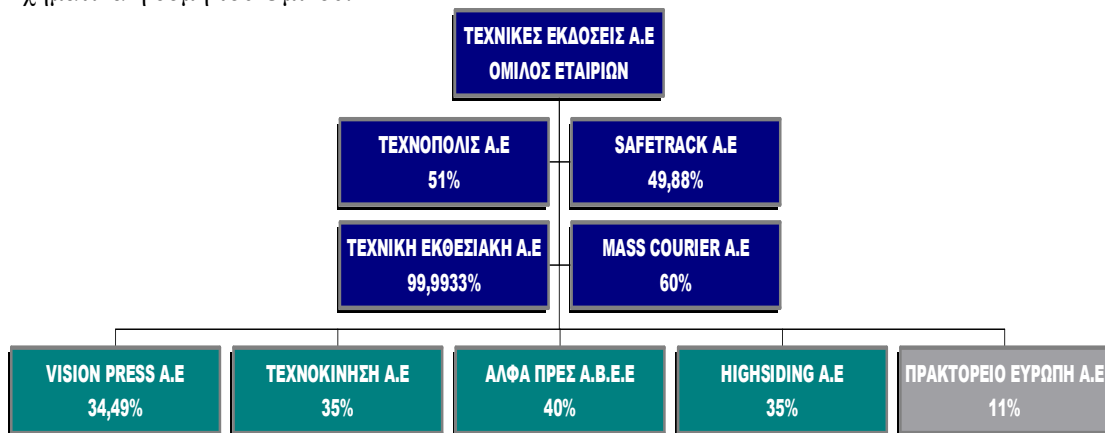 ΤΕΧΝΙΚΕΣ ΕΚΔΟΣΕΙΣ Α.Ε
ΟΜΙΛΟΣ ΕΤΑΙΡΙΩΝ
ΤΕΧΝΟΠΟΛΙΣ Α.Ε
51%
SAFETRACK Α.Ε
49,88%
ΤΕΧΝΙΚΗ ΕΚΘΕΣΙΑΚΗ Α.Ε
99,9933%
MASS COURIER Α.Ε
60%
VISION PRESS Α.Ε
34,49%
ΤΕΧΝΟΚΙΝΗΣΗ Α.Ε
35%
ΑΛΦΑ ΠΡΕΣ Α.Β.Ε.Ε
40%
HIGHSIDING Α.Ε
35%
ΠΡΑΚΤΟΡΕΙΟ ΕΥΡΩΠΗ Α.Ε
11%